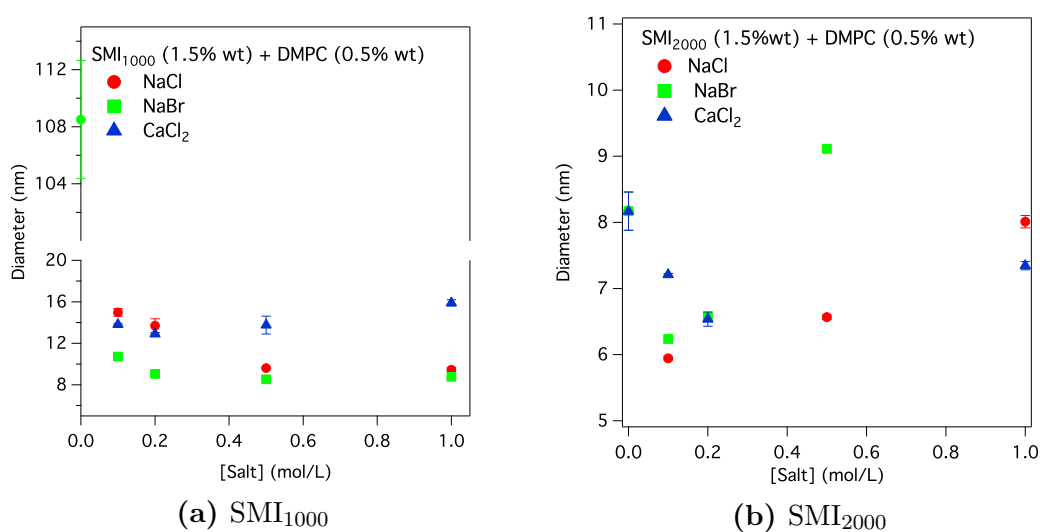 SMI1000 (1.5% wt) + DMPC (0.5% wt)
NaCl
NaBr
CaCl2
Diameter (nm)
112
108
104
20
16
12
8
0.0 0.2 0.4 0.6 0.8 1.0
[Salt] (mol/L)
(a) SMI1000
SMI2000 (1.5%wt) + DMPC (0.5% wt)
NaCl
NaBr
CaCl2
Diameter (nm)
11
10
9
8
7
6
5
0.0 0.2 0.4 0.6 0.8 1.0
[Salt] (mol/L)
(b) SMI2000